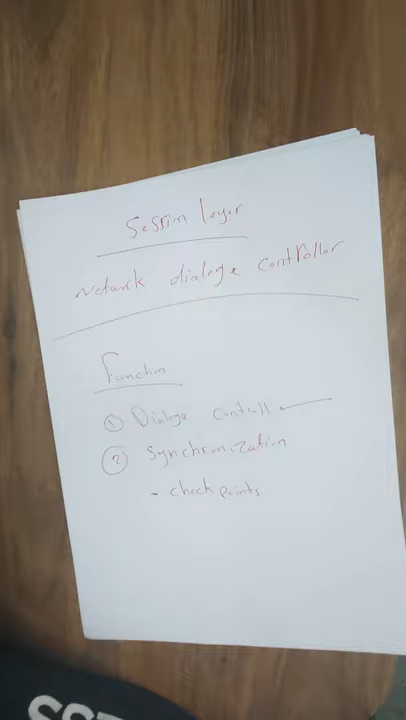 Session layer
Network dialoge controller
Function
① Dialoge controll
② Synchronization
- check points